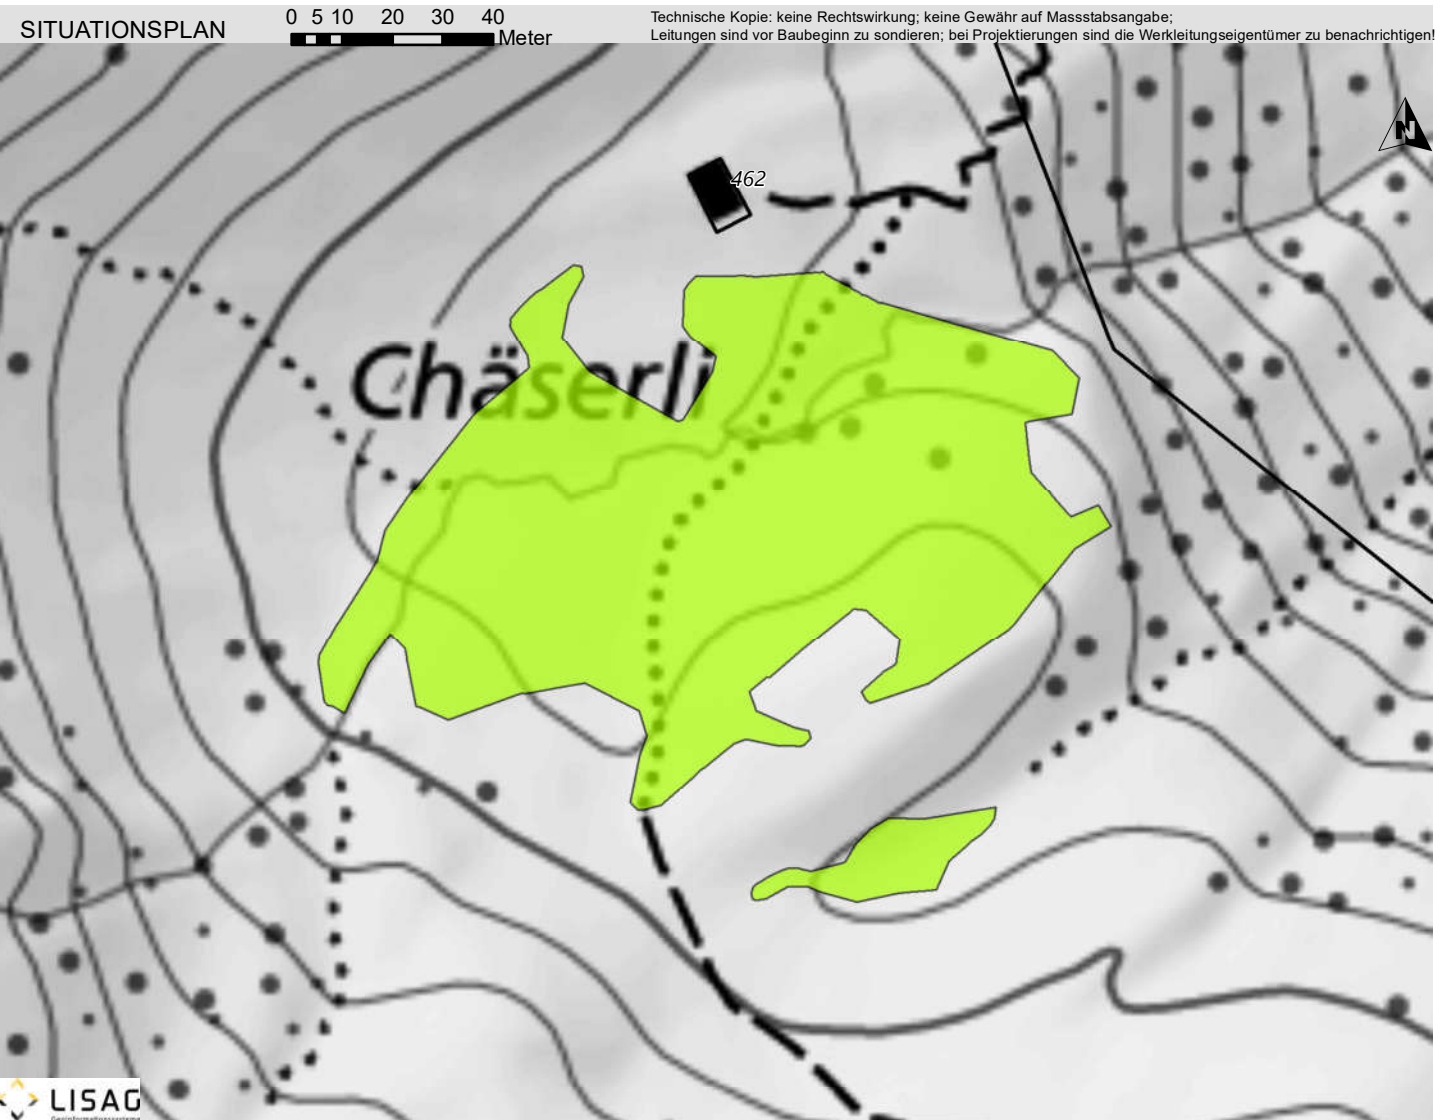 SITUATIONSPLAN
0 5 10 20 30 40
Meter
Technische Kopie: keine Rechtswirkung; keine Gewähr auf Massstabsangabe;
Leitungen sind vor Baubeginn zu sondieren; bei Projektierungen sind die Werkleitungseigentümer zu benachrichtigen!
N
462
Chäserli
LISAG